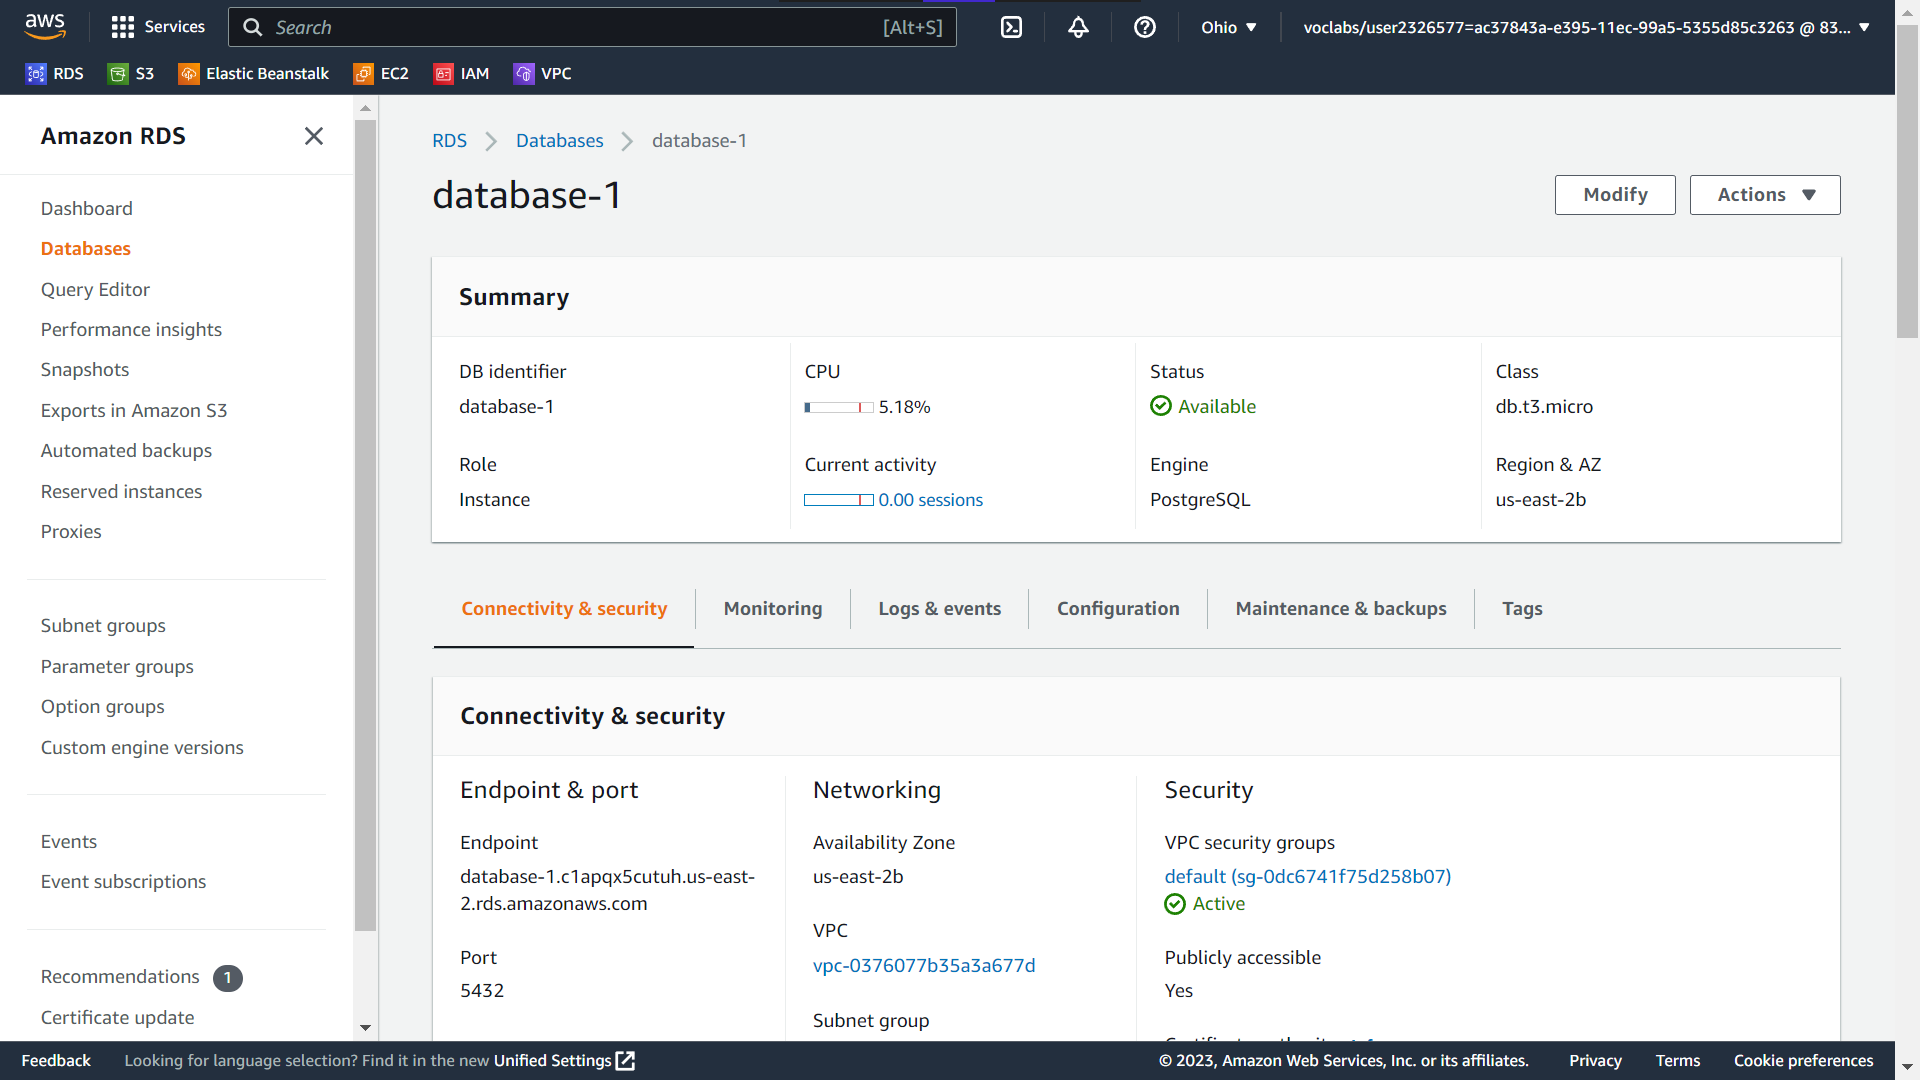 aws
Services
Search
[Alt+S]
Ohio
voclabs/user2326577=ac37843a-e395-11ec-99a5-5355d85c3263 @ 83...
RDS
S3
Elastic Beanstalk
EC2
IAM
VPC
Amazon RDS
Dashboard
Databases
Query Editor
Performance insights
Snapshots
Exports in Amazon S3
Automated backups
Reserved instances
Proxies
Subnet groups
Parameter groups
Option groups
Custom engine versions
Events
Event subscriptions
Recommendations 1
Certificate update
RDS > Databases > database-1
database-1
Modify
Actions
Summary
DB identifier
database-1
CPU
5.18%
Status
Available
Class
db.t3.micro
Role
Instance
Current activity
0.00 sessions
Engine
PostgreSQL
Region & AZ
us-east-2b
Connectivity & security
Monitoring
Logs & events
Configuration
Maintenance & backups
Tags
Connectivity & security
Endpoint & port
Endpoint
database-1.c1apqx5cutuh.us-east-
2.rds.amazonaws.com
Port
5432
Networking
Availability Zone
us-east-2b
VPC
vpc-0376077b35a3a677d
Subnet group
Security
VPC security groups
default (sg-0dc6741f75d258b07)
Active
Publicly accessible
Yes
Feedback
Looking for language selection? Find it in the new Unified Settings
© 2023, Amazon Web Services, Inc. or its affiliates.
Privacy
Terms
Cookie preferences